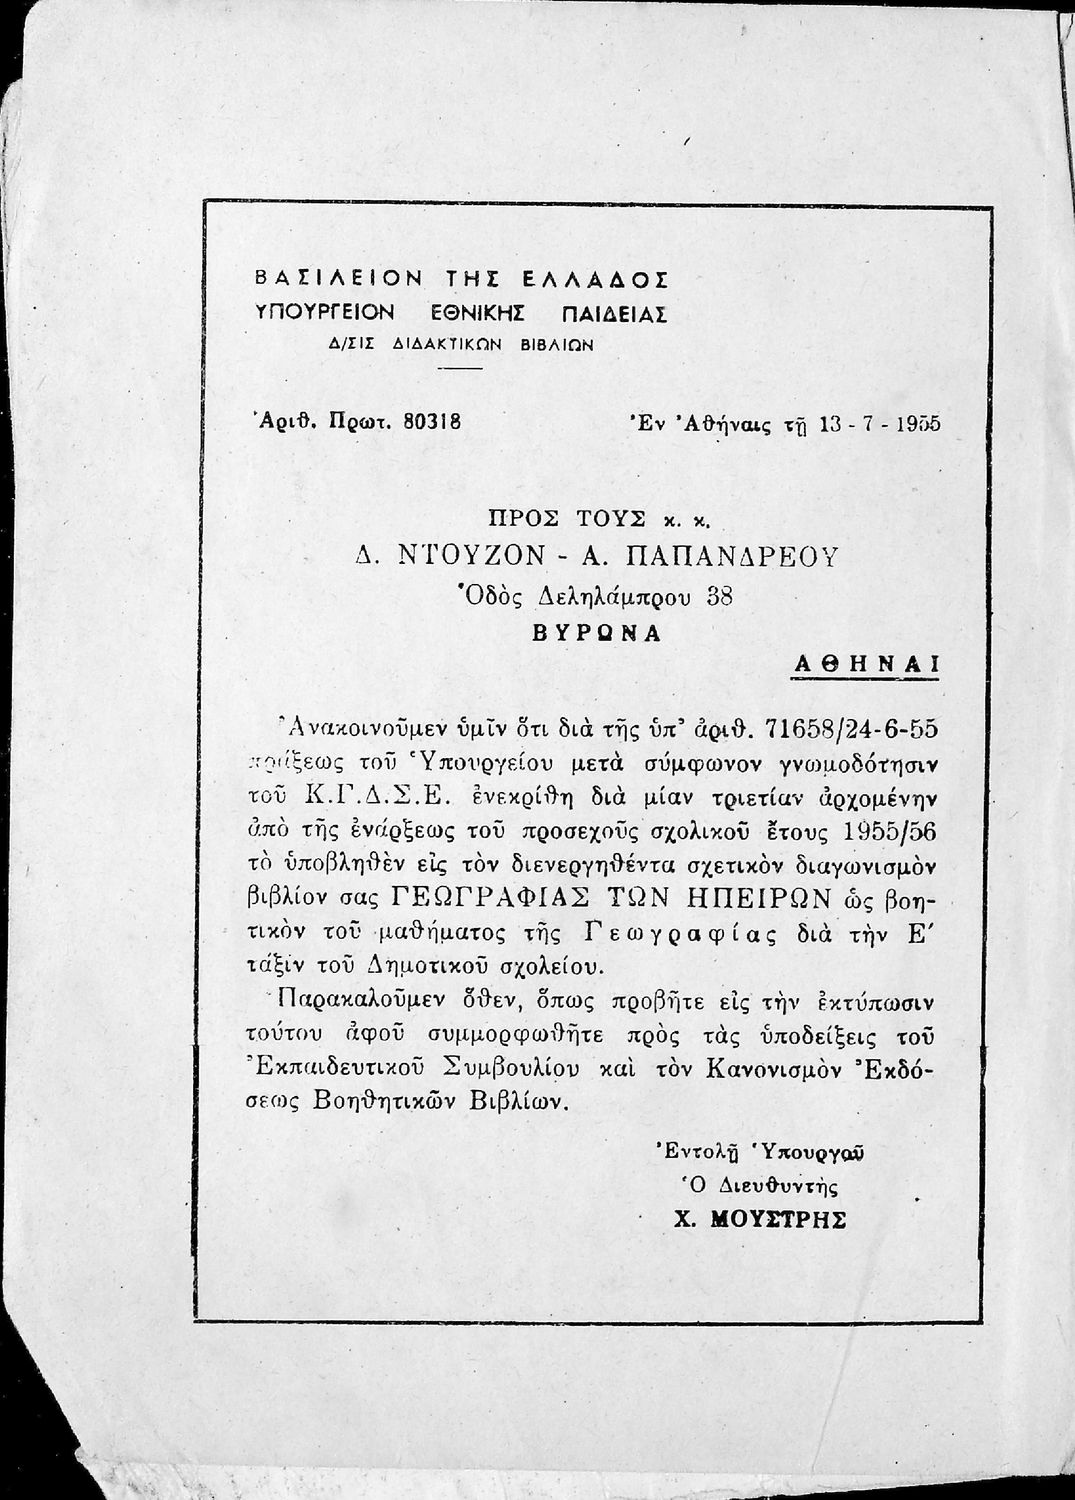 ΒΑΣΙΛΕΙΟΝ ΤΗΣ ΕΛΛΑΔΟΣ
ΥΠΟΥΡΓΕΙΟΝ ΕΘΝΙΚΗΣ ΠΑΙΔΕΙΑΣ
Δ/ΣΙΣ ΔΙΔΑΚΤΙΚΩΝ ΒΙΒΛΙΩΝ
Ἀριθ. Πρωτ. 80318 Ἐν Ἀθήναις τῇ 13 - 7 - 1955
ΠΡΟΣ ΤΟΥΣ κ. κ.
Δ. ΝΤΟΥΖΟΝ - Α. ΠΑΠΑΝΔΡΕΟΥ
Ὁδὸς Δεληλάμπρου 38
ΒΥΡΩΝΑ
ΑΘΗΝΑΙ
Ἀνακοινοῦμεν ὑμῖν ὅτι διὰ τῆς ὑπ' ἀριθ. 71658/24-6-55
πράξεως τοῦ Ὑπουργείου μετὰ σύμφωνον γνωμοδότησιν
τοῦ Κ.Γ.Δ.Σ.Ε. ἐνεκρίθη διὰ μίαν τριετίαν ἀρχομένην
ἀπὸ τῆς ἐνάρξεως τοῦ προσεχοῦς σχολικοῦ ἔτους 1955/56
τὸ ὑποβληθὲν εἰς τὸν διενεργηθέντα σχετικὸν διαγωνισμὸν
βιβλίον σας ΓΕΩΓΡΑΦΙΑΣ ΤΩΝ ΗΠΕΙΡΩΝ ὡς βοη-
τικὸν τοῦ μαθήματος τῆς Γεωγραφίας διὰ τὴν Ε΄
τάξιν τοῦ Δημοτικοῦ σχολείου.
Παρακαλοῦμεν ὅθεν, ὅπως προβῆτε εἰς τὴν ἐκτύπωσιν
τούτου ἀφοῦ συμμορφωθῆτε πρὸς τὰς ὑποδείξεις τοῦ
Ἐκπαιδευτικοῦ Συμβουλίου καὶ τὸν Κανονισμὸν Ἐκδό-
σεως Βοηθητικῶν Βιβλίων.
Ἐντολῇ Ὑπουργοῦ
Ὁ Διευθυντὴς
Χ. ΜΟΥΣΤΡΗΣ